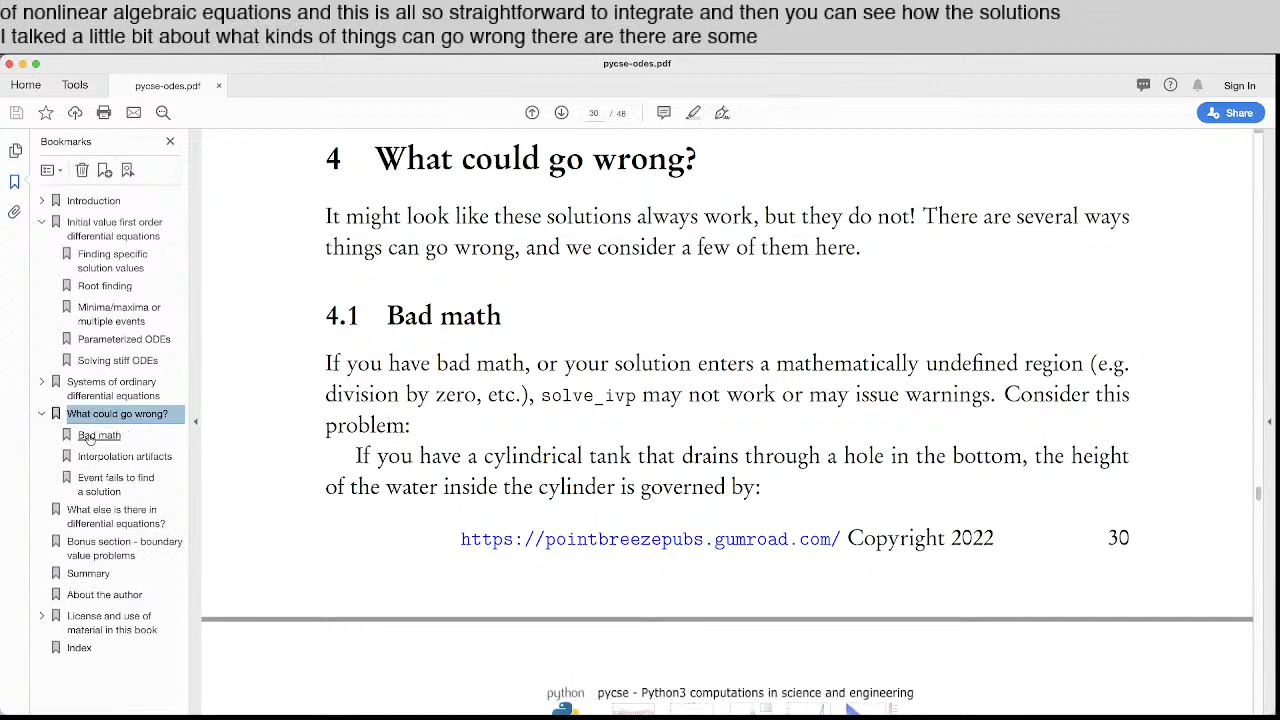 of nonlinear algebraic equations and this is all so straightforward to integrate and then you can see how the solutions
I talked a little bit about what kinds of things can go wrong there are there are some
pycse-odes.pdf
Home
Tools
pycse-odes.pdf
×
Sign In
30 / 48
Share
Bookmarks
Introduction
Initial value first order
differential equations
Finding specific
solution values
Root finding
Minima/maxima or
multiple events
Parameterized ODEs
Solving stiff ODEs
Systems of ordinary
differential equations
What could go wrong?
Bad math
Interpolation artifacts
Event fails to find
a solution
What else is there in
differential equations?
Bonus section - boundary
value problems
Summary
About the author
License and use of
material in this book
Index
4 What could go wrong?
It might look like these solutions always work, but they do not! There are several ways
things can go wrong, and we consider a few of them here.
4.1 Bad math
If you have bad math, or your solution enters a mathematically undefined region (e.g.
division by zero, etc.), solve_ivp may not work or may issue warnings. Consider this
problem:
If you have a cylindrical tank that drains through a hole in the bottom, the height
of the water inside the cylinder is governed by:
https://pointbreezepubs.gumroad.com/ Copyright 2022 30
python pycse - Python3 computations in science and engineering